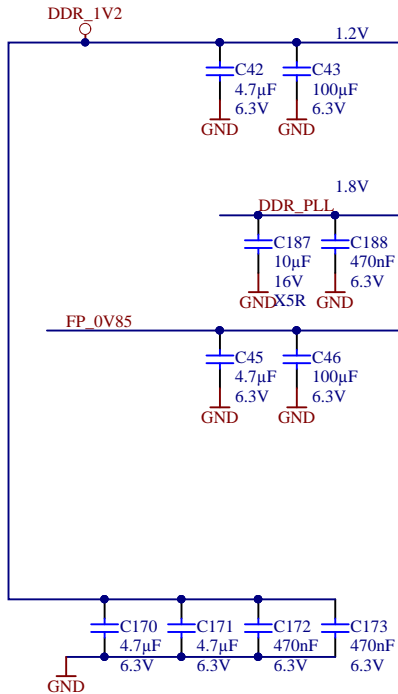 DDR_1V2
1.2V
C42
4.7µF
6.3V
GND
C43
100µF
6.3V
GND
1.8V
DDR_PLL
C187
10µF
16V
X5R
GND
C188
470nF
6.3V
GND
FP_0V85
C45
4.7µF
6.3V
GND
C46
100µF
6.3V
GND
C170
4.7µF
6.3V
C171
4.7µF
6.3V
C172
470nF
6.3V
C173
470nF
6.3V
GND